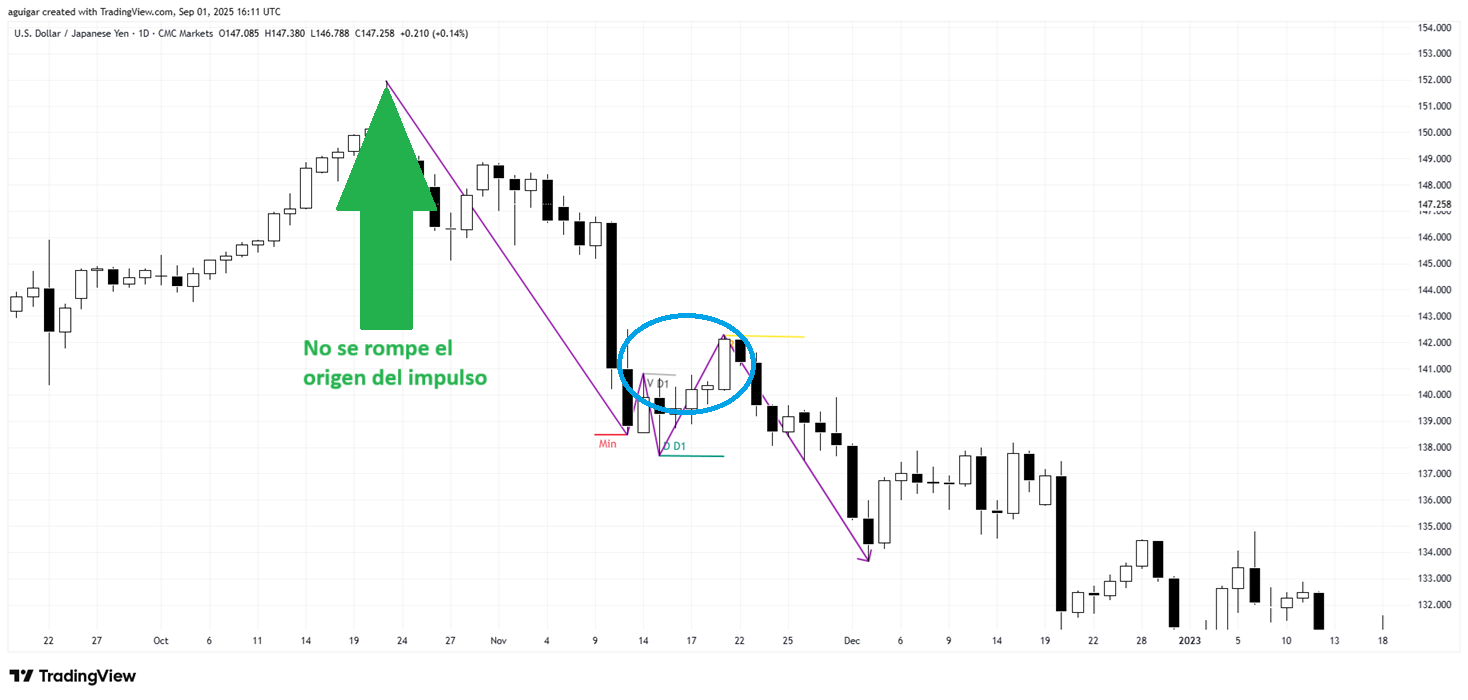 aguigar created with TradingView.com, Sep 01, 2025 16:11 UTC
U.S. Dollar / Japanese Yen · 1D · CMC Markets O147.085 H147.380 L146.788 C147.258 +0.210 (+0.14%)
154.000
153.000
152.000
151.000
150.000
149.000
148.000
147.258
147.000
146.000
145.000
144.000
143.000
142.000
141.000
140.000
139.000
138.000
137.000
136.000
135.000
134.000
133.000
132.000
No se rompe el
origen del impulso
V D1
Min
D D1
22 27 Oct 6 11 14 19 24 27 Nov 4 9 14 17 22 25 Dec 6 9 14 19 22 28 2023 5 10 13 18
TradingView